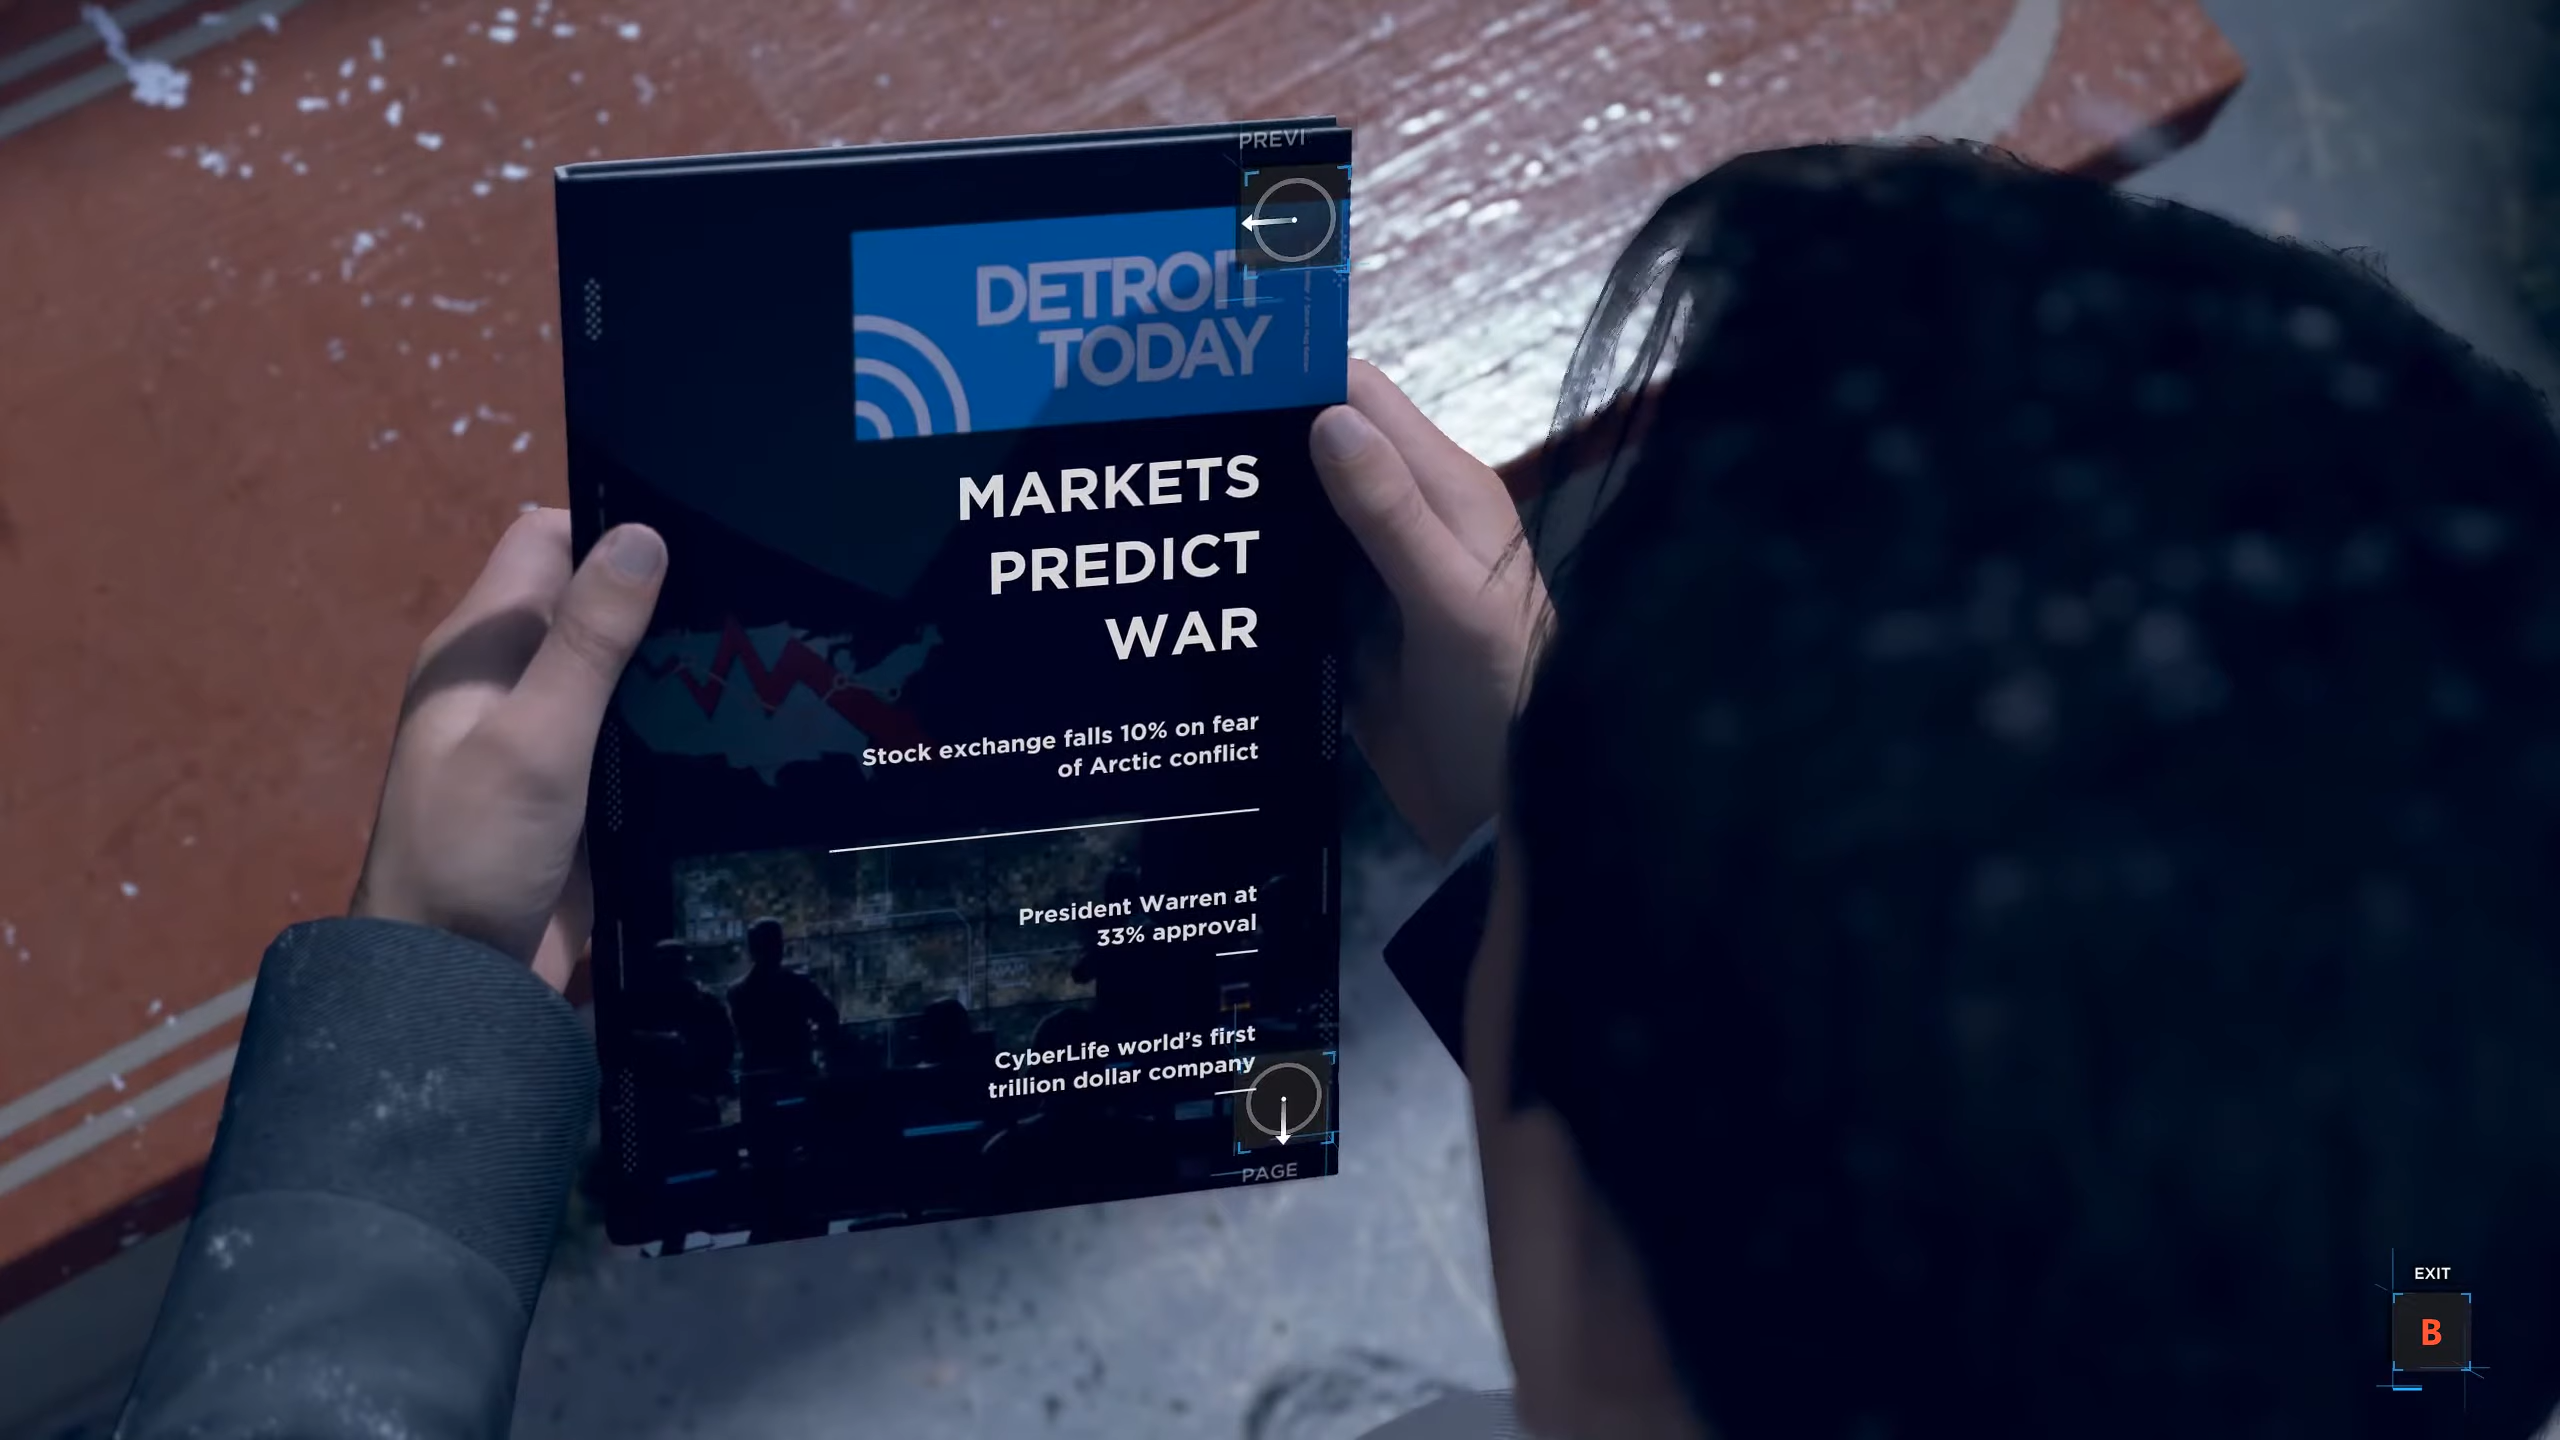 PREVI
DETROIT
TODAY
MARKETS
PREDICT
WAR
Stock exchange falls 10% on fear
of Arctic conflict
President Warren at
33% approval
CyberLife world's first
trillion dollar company
PAGE
EXIT
B